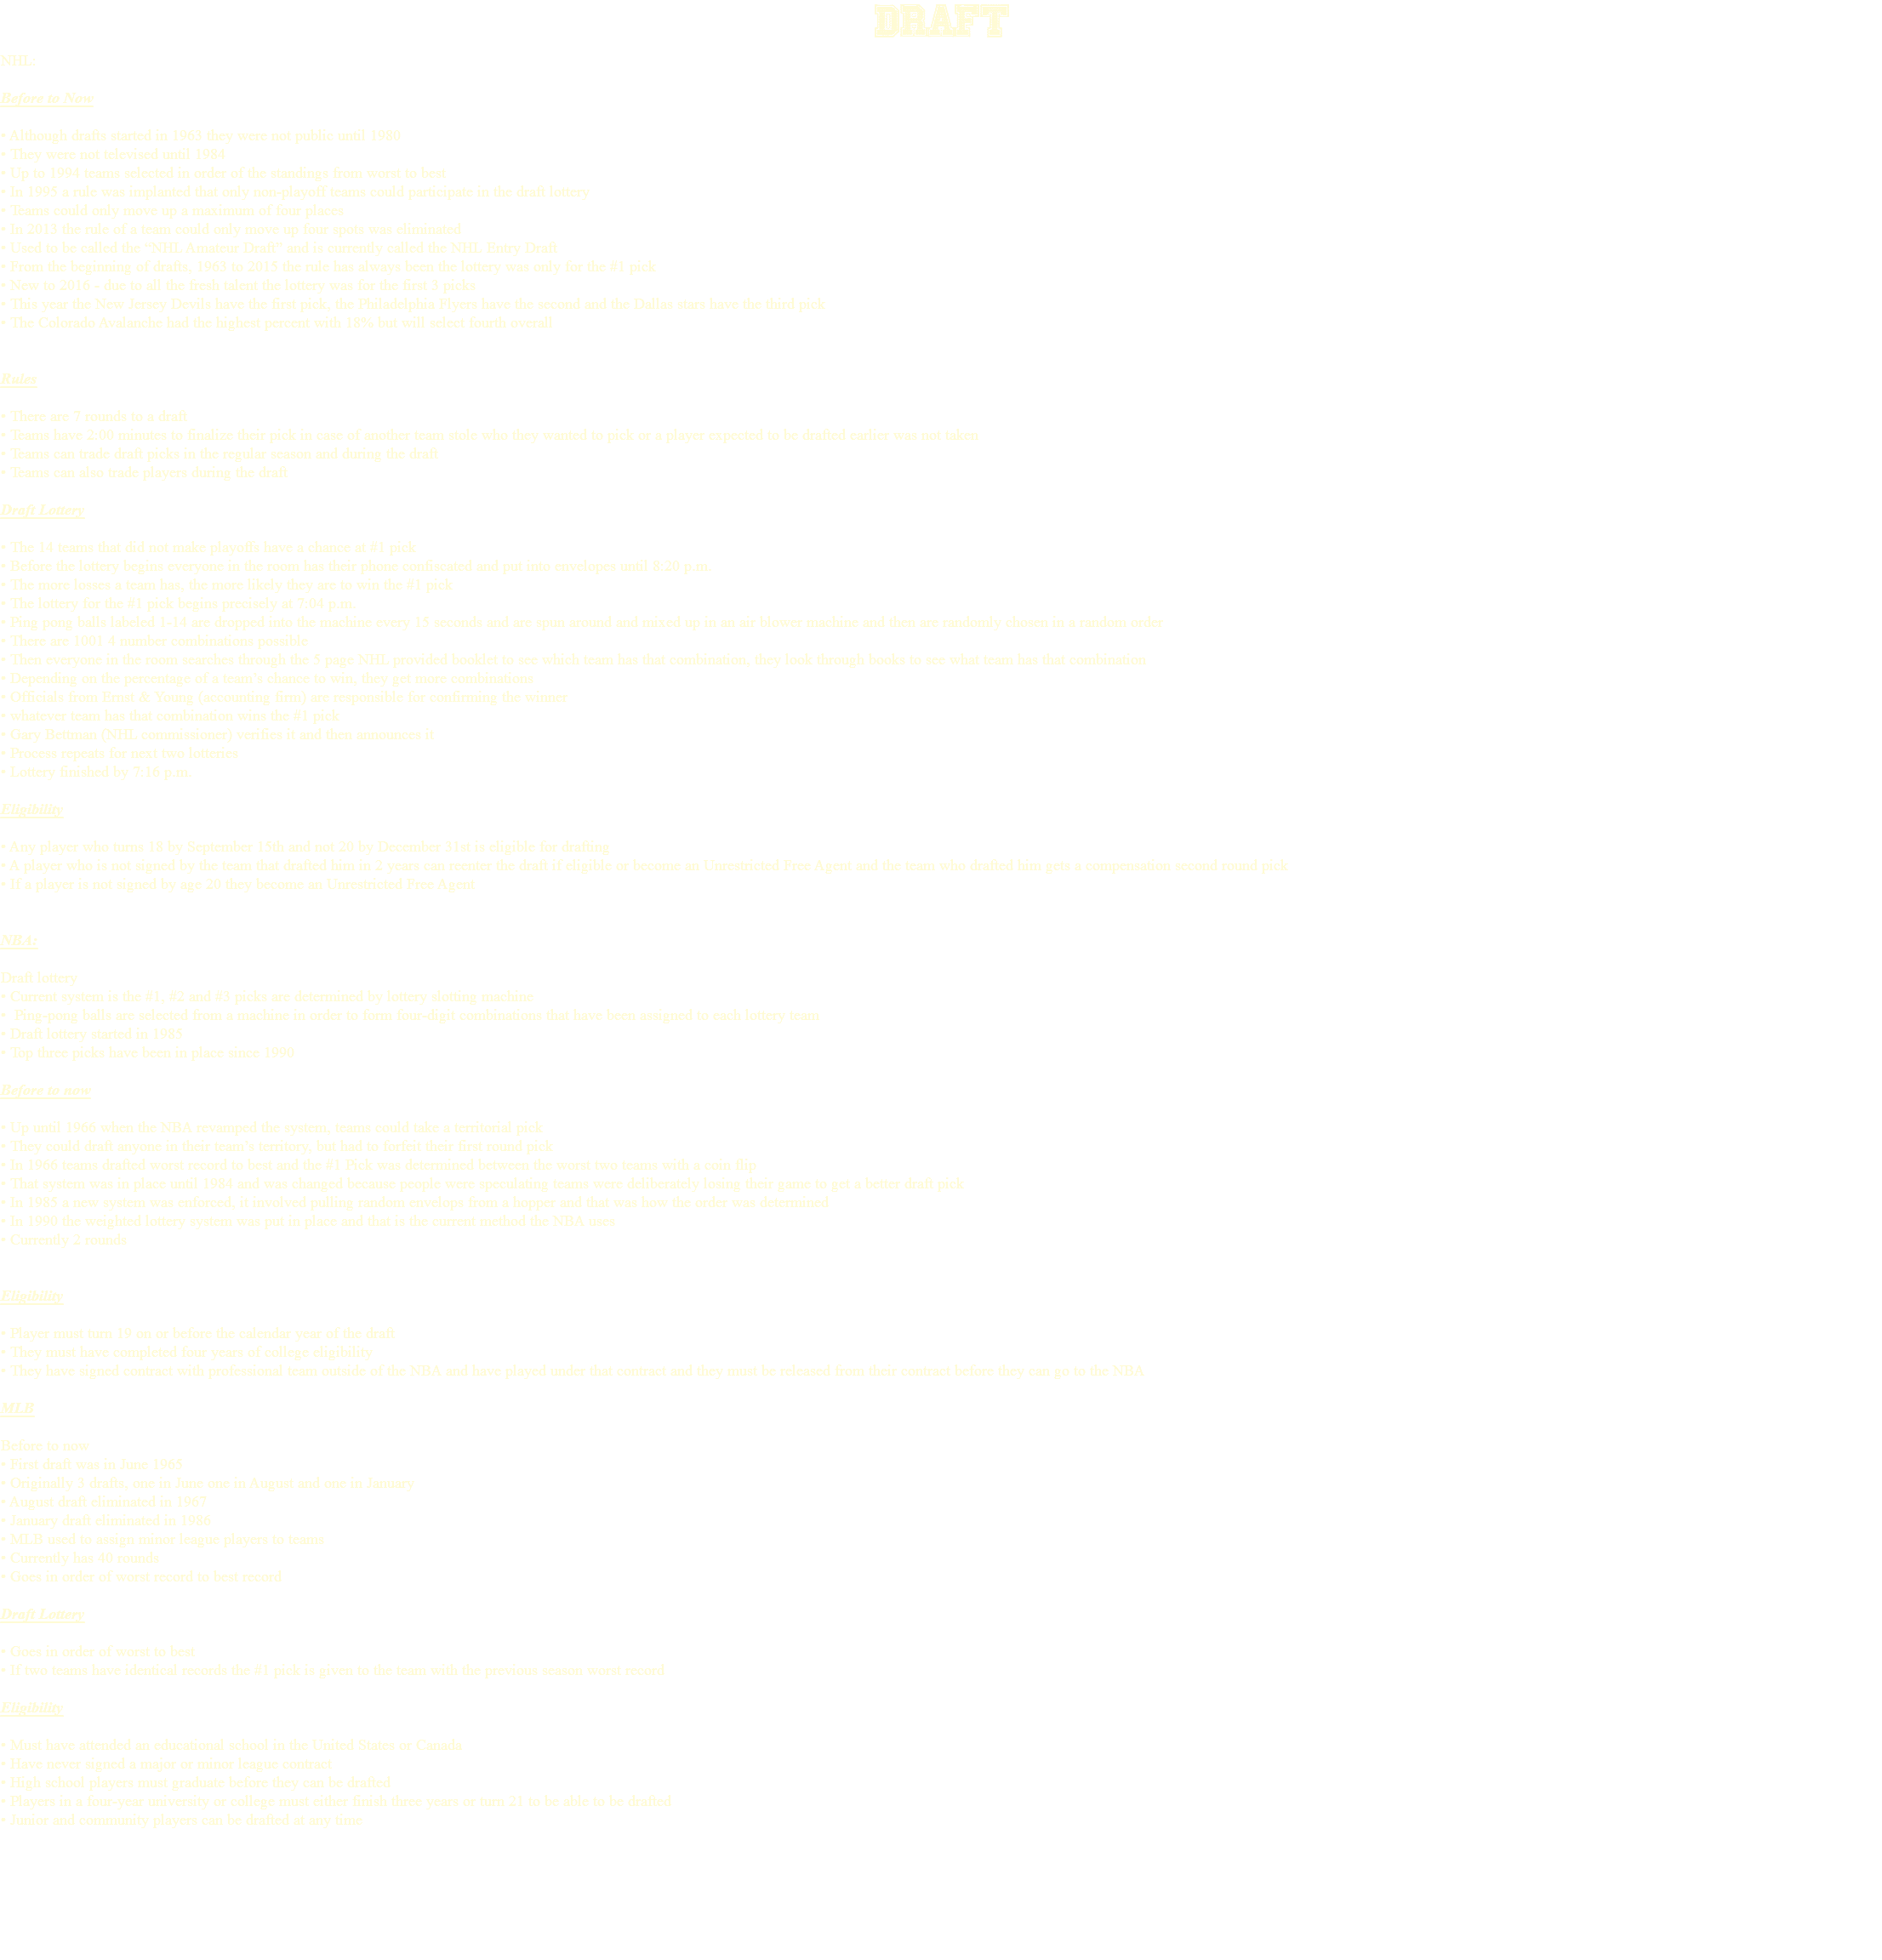 DRAFT
NHL:
Before to Now
• Although drafts started in 1963 they were not public until 1980
• They were not televised until 1984
• Up to 1994 teams selected in order of the standings from worst to best
• In 1995 a rule was implanted that only non-playoff teams could participate in the draft lottery
• Teams could only move up a maximum of four places
• In 2013 the rule of a team could only move up four spots was eliminated
• Used to be called the “NHL Amateur Draft” and is currently called the NHL Entry Draft
• From the beginning of drafts, 1963 to 2015 the rule has always been the lottery was only for the #1 pick
• New to 2016 - due to all the fresh talent the lottery was for the first 3 picks
• This year the New Jersey Devils have the first pick, the Philadelphia Flyers have the second and the Dallas stars have the third pick
• The Colorado Avalanche had the highest percent with 18% but will select fourth overall
Rules
• There are 7 rounds to a draft
• Teams have 2:00 minutes to finalize their pick in case of another team stole who they wanted to pick or a player expected to be drafted earlier was not taken
• Teams can trade draft picks in the regular season and during the draft
• Teams can also trade players during the draft
Draft Lottery
• The 14 teams that did not make playoffs have a chance at #1 pick
• Before the lottery begins everyone in the room has their phone confiscated and put into envelopes until 8:20 p.m.
• The more losses a team has, the more likely they are to win the #1 pick
• The lottery for the #1 pick begins precisely at 7:04 p.m.
• Ping pong balls labeled 1-14 are dropped into the machine every 15 seconds and are spun around and mixed up in an air blower machine and then are randomly chosen in a random order
• There are 1001 4 number combinations possible
• Then everyone in the room searches through the 5 page NHL provided booklet to see which team has that combination, they look through books to see what team has that combination
• Depending on the percentage of a team's chance to win, they get more combinations
• Officials from Ernst & Young (accounting firm) are responsible for confirming the winner
• whatever team has that combination wins the #1 pick
• Gary Bettman (NHL commissioner) verifies it and then announces it
• Process repeats for next two lotteries
• Lottery finished by 7:16 p.m.
Eligibility
• Any player who turns 18 by September 15th and not 20 by December 31st is eligible for drafting
• A player who is not signed by the team that drafted him in 2 years can reenter the draft if eligible or become an Unrestricted Free Agent and the team who drafted him gets a compensation second round pick
• If a player is not signed by age 20 they become an Unrestricted Free Agent
NBA:
Draft lottery
• Current system is the #1, #2 and #3 picks are determined by lottery slotting machine
•  Ping-pong balls are selected from a machine in order to form four-digit combinations that have been assigned to each lottery team
• Draft lottery started in 1985
• Top three picks have been in place since 1990
Before to now
• Up until 1966 when the NBA revamped the system, teams could take a territorial pick
• They could draft anyone in their team's territory, but had to forfeit their first round pick
• In 1966 teams drafted worst record to best and the #1 Pick was determined between the worst two teams with a coin flip
• That system was in place until 1984 and was changed because people were speculating teams were deliberately losing their game to get a better draft pick
• In 1985 a new system was enforced, it involved pulling random envelops from a hopper and that was how the order was determined
• In 1990 the weighted lottery system was put in place and that is the current method the NBA uses
• Currently 2 rounds
Eligibility
• Player must turn 19 on or before the calendar year of the draft
• They must have completed four years of college eligibility
• They have signed contract with professional team outside of the NBA and have played under that contract and they must be released from their contract before they can go to the NBA
MLB
Before to now
• First draft was in June 1965
• Originally 3 drafts, one in June one in August and one in January
• August draft eliminated in 1967
• January draft eliminated in 1986
• MLB used to assign minor league players to teams
• Currently has 40 rounds
• Goes in order of worst record to best record
Draft Lottery
• Goes in order of worst to best
• If two teams have identical records the #1 pick is given to the team with the previous season worst record
Eligibility
• Must have attended an educational school in the United States or Canada
• Have never signed a major or minor league contract
• High school players must graduate before they can be drafted
• Players in a four-year university or college must either finish three years or turn 21 to be able to be drafted
• Junior and community players can be drafted at any time